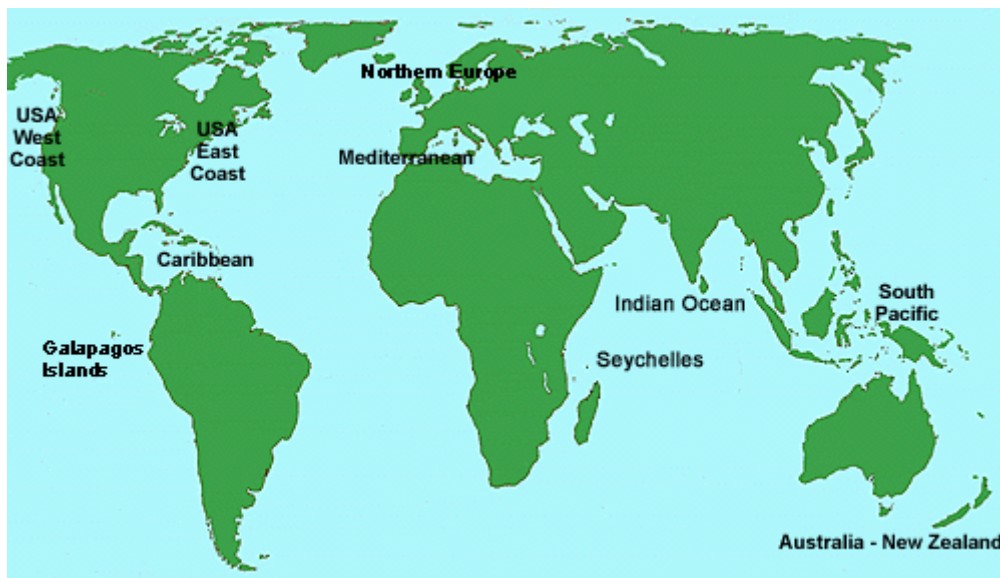 Northern Europe
USA
West
Coast
USA
East
Coast
Mediterranean
Caribbean
Indian Ocean
South
Pacific
Galapagos
Islands
Seychelles
Australia - New Zealand